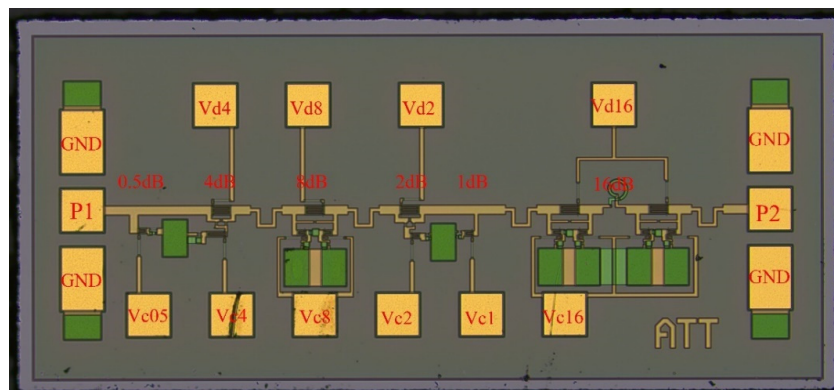 Vd4 Vd8 Vd2 Vd16
GND GND
0.5dB 4dB 8dB 2dB 1dB 16dB
P1 P2
GND GND
Vc05 Vc4 Vc8 Vc2 Vc1 Vc16
ATT